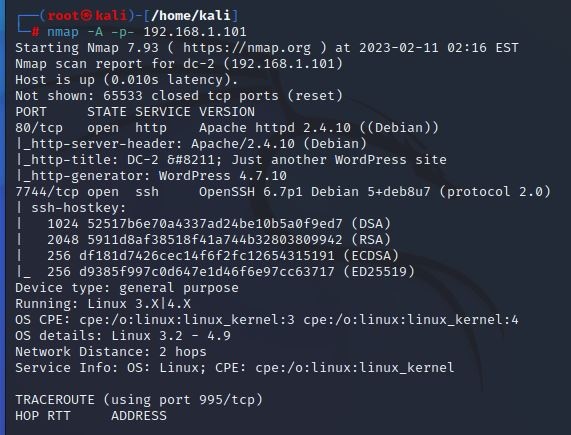 ┌──(root㉿kali)-[/home/kali]
└─# nmap -A -p- 192.168.1.101
Starting Nmap 7.93 ( https://nmap.org ) at 2023-02-11 02:16 EST
Nmap scan report for dc-2 (192.168.1.101)
Host is up (0.010s latency).
Not shown: 65533 closed tcp ports (reset)
PORT     STATE SERVICE VERSION
80/tcp   open  http    Apache httpd 2.4.10 ((Debian))
|_http-server-header: Apache/2.4.10 (Debian)
|_http-title: DC-2 &#8211; Just another WordPress site
|_http-generator: WordPress 4.7.10
7744/tcp open  ssh     OpenSSH 6.7p1 Debian 5+deb8u7 (protocol 2.0)
| ssh-hostkey:
|   1024 52517b6e70a4337ad24be10b5a0f9ed7 (DSA)
|   2048 5911d8af38518f41a744b32803809942 (RSA)
|   256 df181d7426cec14f6f2fc12654315191 (ECDSA)
|_  256 d9385f997c0d647e1d46f6e97cc63717 (ED25519)
Device type: general purpose
Running: Linux 3.X|4.X
OS CPE: cpe:/o:linux:linux_kernel:3 cpe:/o:linux:linux_kernel:4
OS details: Linux 3.2 - 4.9
Network Distance: 2 hops
Service Info: OS: Linux; CPE: cpe:/o:linux:linux_kernel

TRACEROUTE (using port 995/tcp)
HOP RTT     ADDRESS